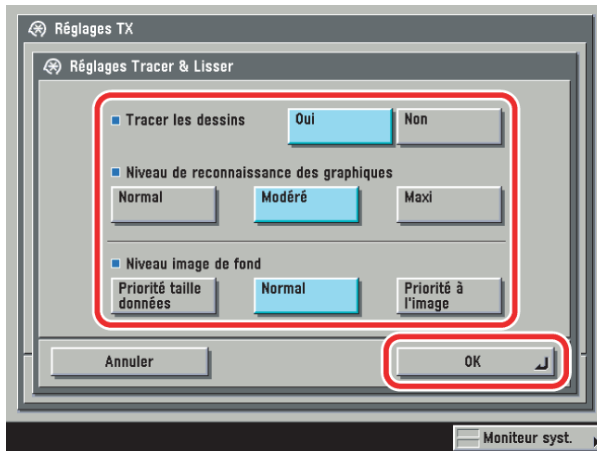 Réglages TX
Réglages Tracer & Lisser
Tracer les dessins Oui Non
Niveau de reconnaissance des graphiques
Normal Modéré Maxi
Niveau image de fond
Priorité taille données Normal Priorité à l'image
Annuler OK
Moniteur syst.